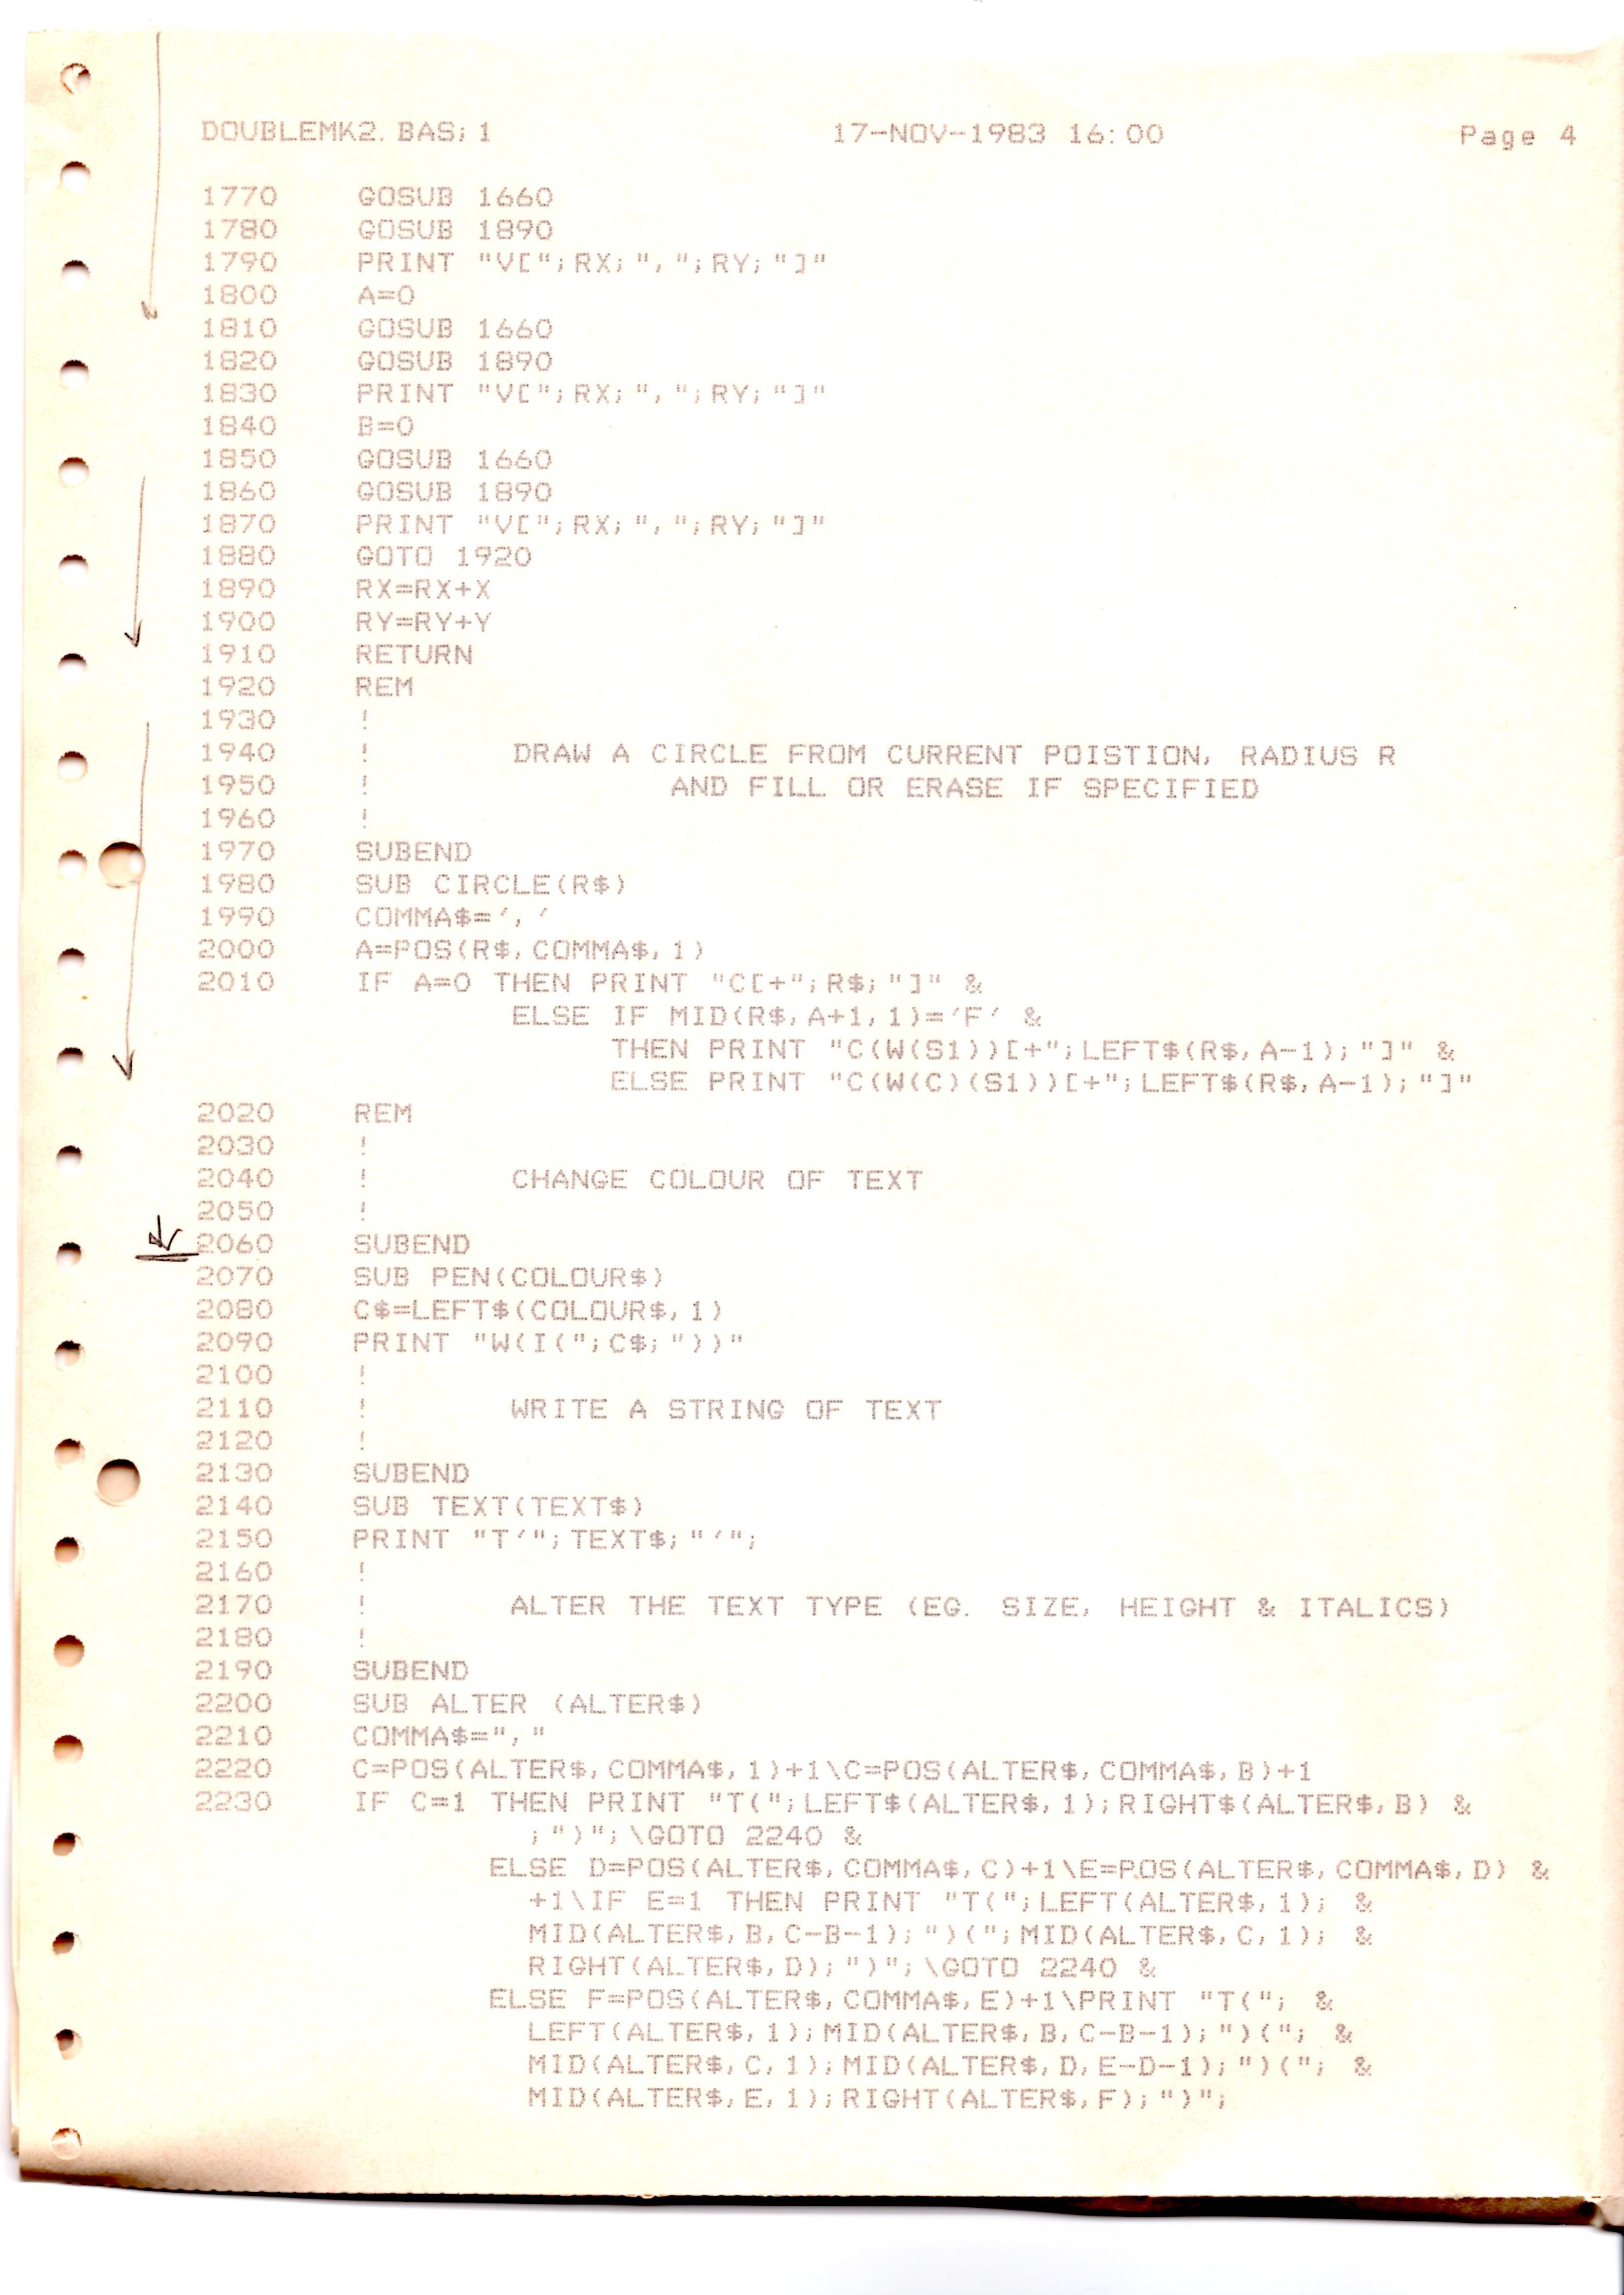 DOUBLEMK2.BAS;1 17-NOV-1983 16:00 Page 4
1770 GOSUB 1660
1780 GOSUB 1890
1790 PRINT "V[";RX;",";RY;"]"
1800 A=0
1810 GOSUB 1660
1820 GOSUB 1890
1830 PRINT "V[";RX;",";RY;"]"
1840 B=0
1850 GOSUB 1660
1860 GOSUB 1890
1870 PRINT "V[";RX;",";RY;"]"
1880 GOTO 1920
1890 RX=RX+X
1900 RY=RY+Y
1910 RETURN
1920 REM
1930 !
1940 ! DRAW A CIRCLE FROM CURRENT POISTION, RADIUS R
1950 ! AND FILL OR ERASE IF SPECIFIED
1960 !
1970 SUBEND
1980 SUB CIRCLE(R$)
1990 COMMA$=','
2000 A=POS(R$,COMMA$,1)
2010 IF A=0 THEN PRINT "C[+";R$;"]" &
ELSE IF MID(R$,A+1,1)='F' &
THEN PRINT "C(W(S1))[+";LEFT$(R$,A-1);"]" &
ELSE PRINT "C(W(C)(S1))[+";LEFT$(R$,A-1);"]"
2020 REM
2030 !
2040 ! CHANGE COLOUR OF TEXT
2050 !
2060 SUBEND
2070 SUB PEN(COLOUR$)
2080 C$=LEFT$(COLOUR$,1)
2090 PRINT "W(I(";C$;"))"
2100 !
2110 ! WRITE A STRING OF TEXT
2120 !
2130 SUBEND
2140 SUB TEXT(TEXT$)
2150 PRINT "T'";TEXT$;"'";
2160 !
2170 ! ALTER THE TEXT TYPE (EG. SIZE, HEIGHT & ITALICS)
2180 !
2190 SUBEND
2200 SUB ALTER (ALTER$)
2210 COMMA$=","
2220 C=POS(ALTER$,COMMA$,1)+1\C=POS(ALTER$,COMMA$,B)+1
2230 IF C=1 THEN PRINT "T(";LEFT$(ALTER$,1);RIGHT$(ALTER$,B) &
;")";\GOTO 2240 &
ELSE D=POS(ALTER$,COMMA$,C)+1\E=POS(ALTER$,COMMA$,D) &
+1\IF E=1 THEN PRINT "T(";LEFT(ALTER$,1); &
MID(ALTER$,B,C-B-1);")(";MID(ALTER$,C,1); &
RIGHT(ALTER$,D);")";\GOTO 2240 &
ELSE F=POS(ALTER$,COMMA$,E)+1\PRINT "T("; &
LEFT(ALTER$,1);MID(ALTER$,B,C-B-1);")("; &
MID(ALTER$,C,1);MID(ALTER$,D,E-D-1);")("; &
MID(ALTER$,E,1);RIGHT(ALTER$,F);")";